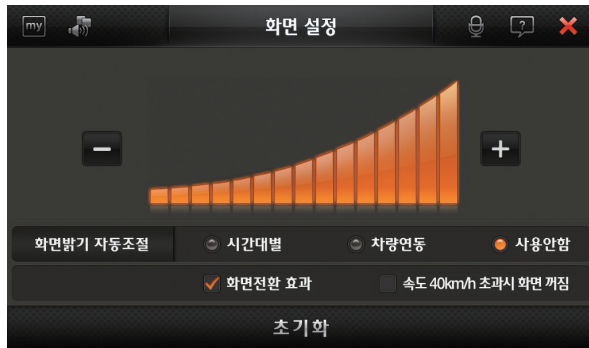 my 화면 설정 ?
− +
화면밝기 자동조절 시간대별 차량연동 사용안함
화면전환 효과 속도 40km/h 초과시 화면 꺼짐
초기화